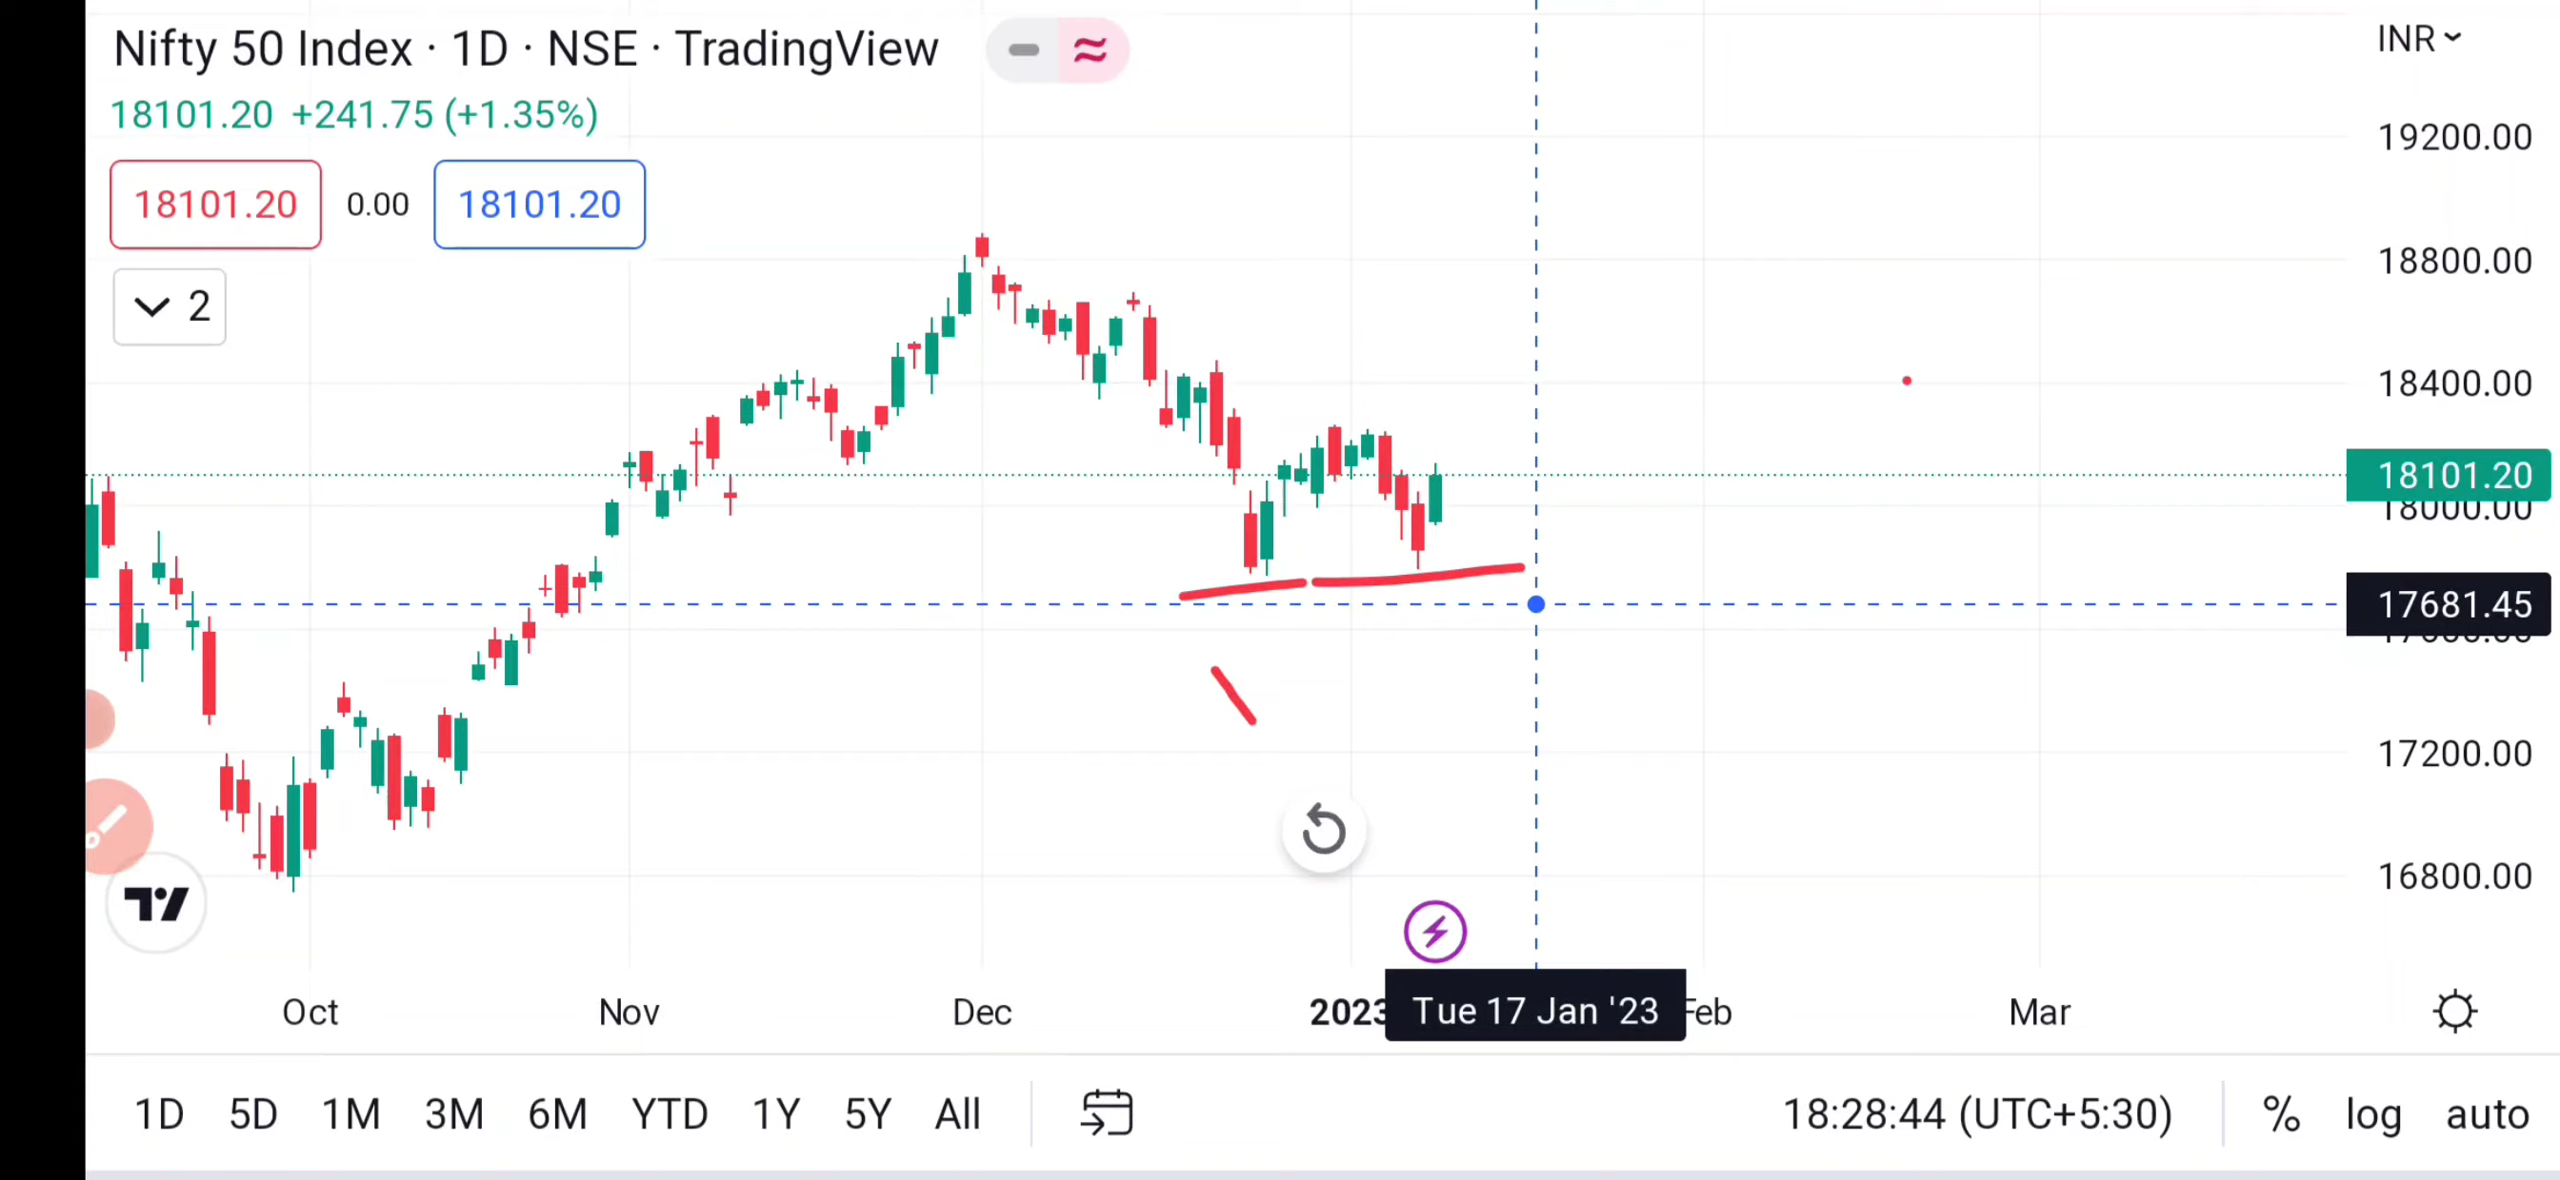 Nifty 50 Index · 1D · NSE · TradingView
INR
18101.20 +241.75 (+1.35%)
18101.20 0.00 18101.20
2
19200.00
18800.00
18400.00
18101.20
18000.00
17681.45
17200.00
16800.00
Oct Nov Dec 2023 Tue 17 Jan '23 Feb Mar
1D 5D 1M 3M 6M YTD 1Y 5Y All 18:28:44 (UTC+5:30) % log auto